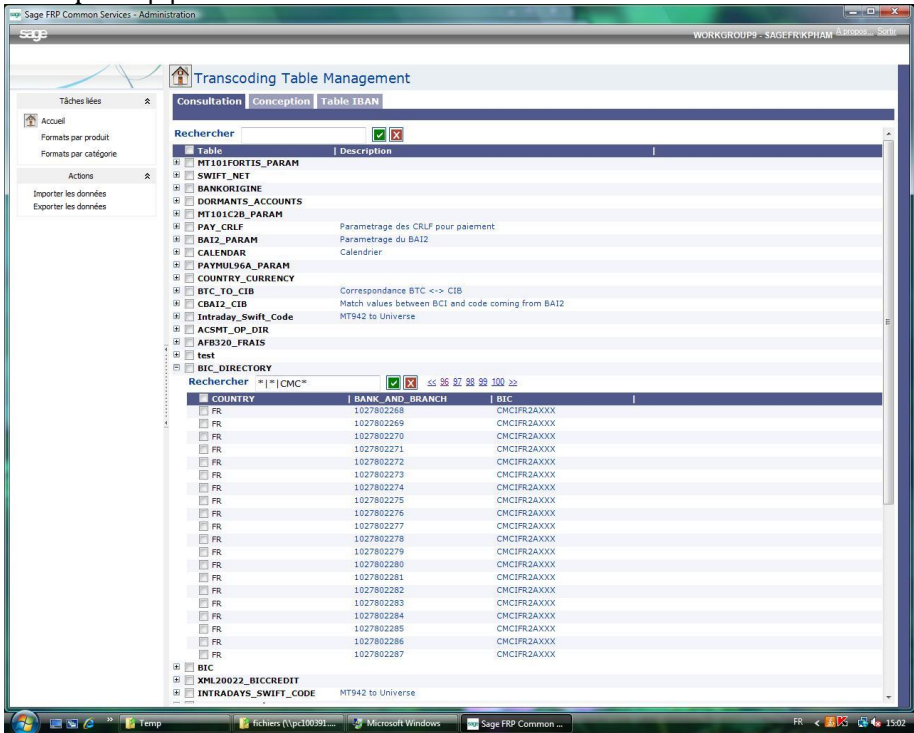 Sage FRP Common Services - Administration
sage
WORKGROUP9 - SAGEFR\KPHAM A propos... Sortir
Transcoding Table Management
Tâches liées
Consultation Conception Table IBAN
Accueil
Formats par produit
Formats par catégorie
Actions
Importer les données
Exporter les données
Rechercher
Table | Description |
MT101FORTIS_PARAM
SWIFT_NET
BANKORIGINE
DORMANTS_ACCOUNTS
MT101C2B_PARAM
PAY_CRLF Parametrage des CRLF pour paiement
BAI2_PARAM Parametrage du BAI2
CALENDAR Calendrier
PAYMUL96A_PARAM
COUNTRY_CURRENCY
BTC_TO_CIB Correspondance BTC <-> CIB
CBAI2_CIB Match values between BCI and code coming from BAI2
Intraday_Swift_Code MT942 to Universe
ACSMT_OP_DIR
AFB320_FRAIS
test
BIC_DIRECTORY
Rechercher *|*|CMC* << 96 97 98 99 100 >>
COUNTRY | BANK_AND_BRANCH | BIC |
FR 1027802268 CMCIFR2AXXX
FR 1027802269 CMCIFR2AXXX
FR 1027802270 CMCIFR2AXXX
FR 1027802271 CMCIFR2AXXX
FR 1027802272 CMCIFR2AXXX
FR 1027802273 CMCIFR2AXXX
FR 1027802274 CMCIFR2AXXX
FR 1027802275 CMCIFR2AXXX
FR 1027802276 CMCIFR2AXXX
FR 1027802277 CMCIFR2AXXX
FR 1027802278 CMCIFR2AXXX
FR 1027802279 CMCIFR2AXXX
FR 1027802280 CMCIFR2AXXX
FR 1027802281 CMCIFR2AXXX
FR 1027802282 CMCIFR2AXXX
FR 1027802283 CMCIFR2AXXX
FR 1027802284 CMCIFR2AXXX
FR 1027802285 CMCIFR2AXXX
FR 1027802286 CMCIFR2AXXX
FR 1027802287 CMCIFR2AXXX
BIC
XML20022_BICCREDIT
INTRADAYS_SWIFT_CODE MT942 to Universe
Temp fichiers (\\pc100391.... Microsoft Windows Sage FRP Common ... FR 15:02